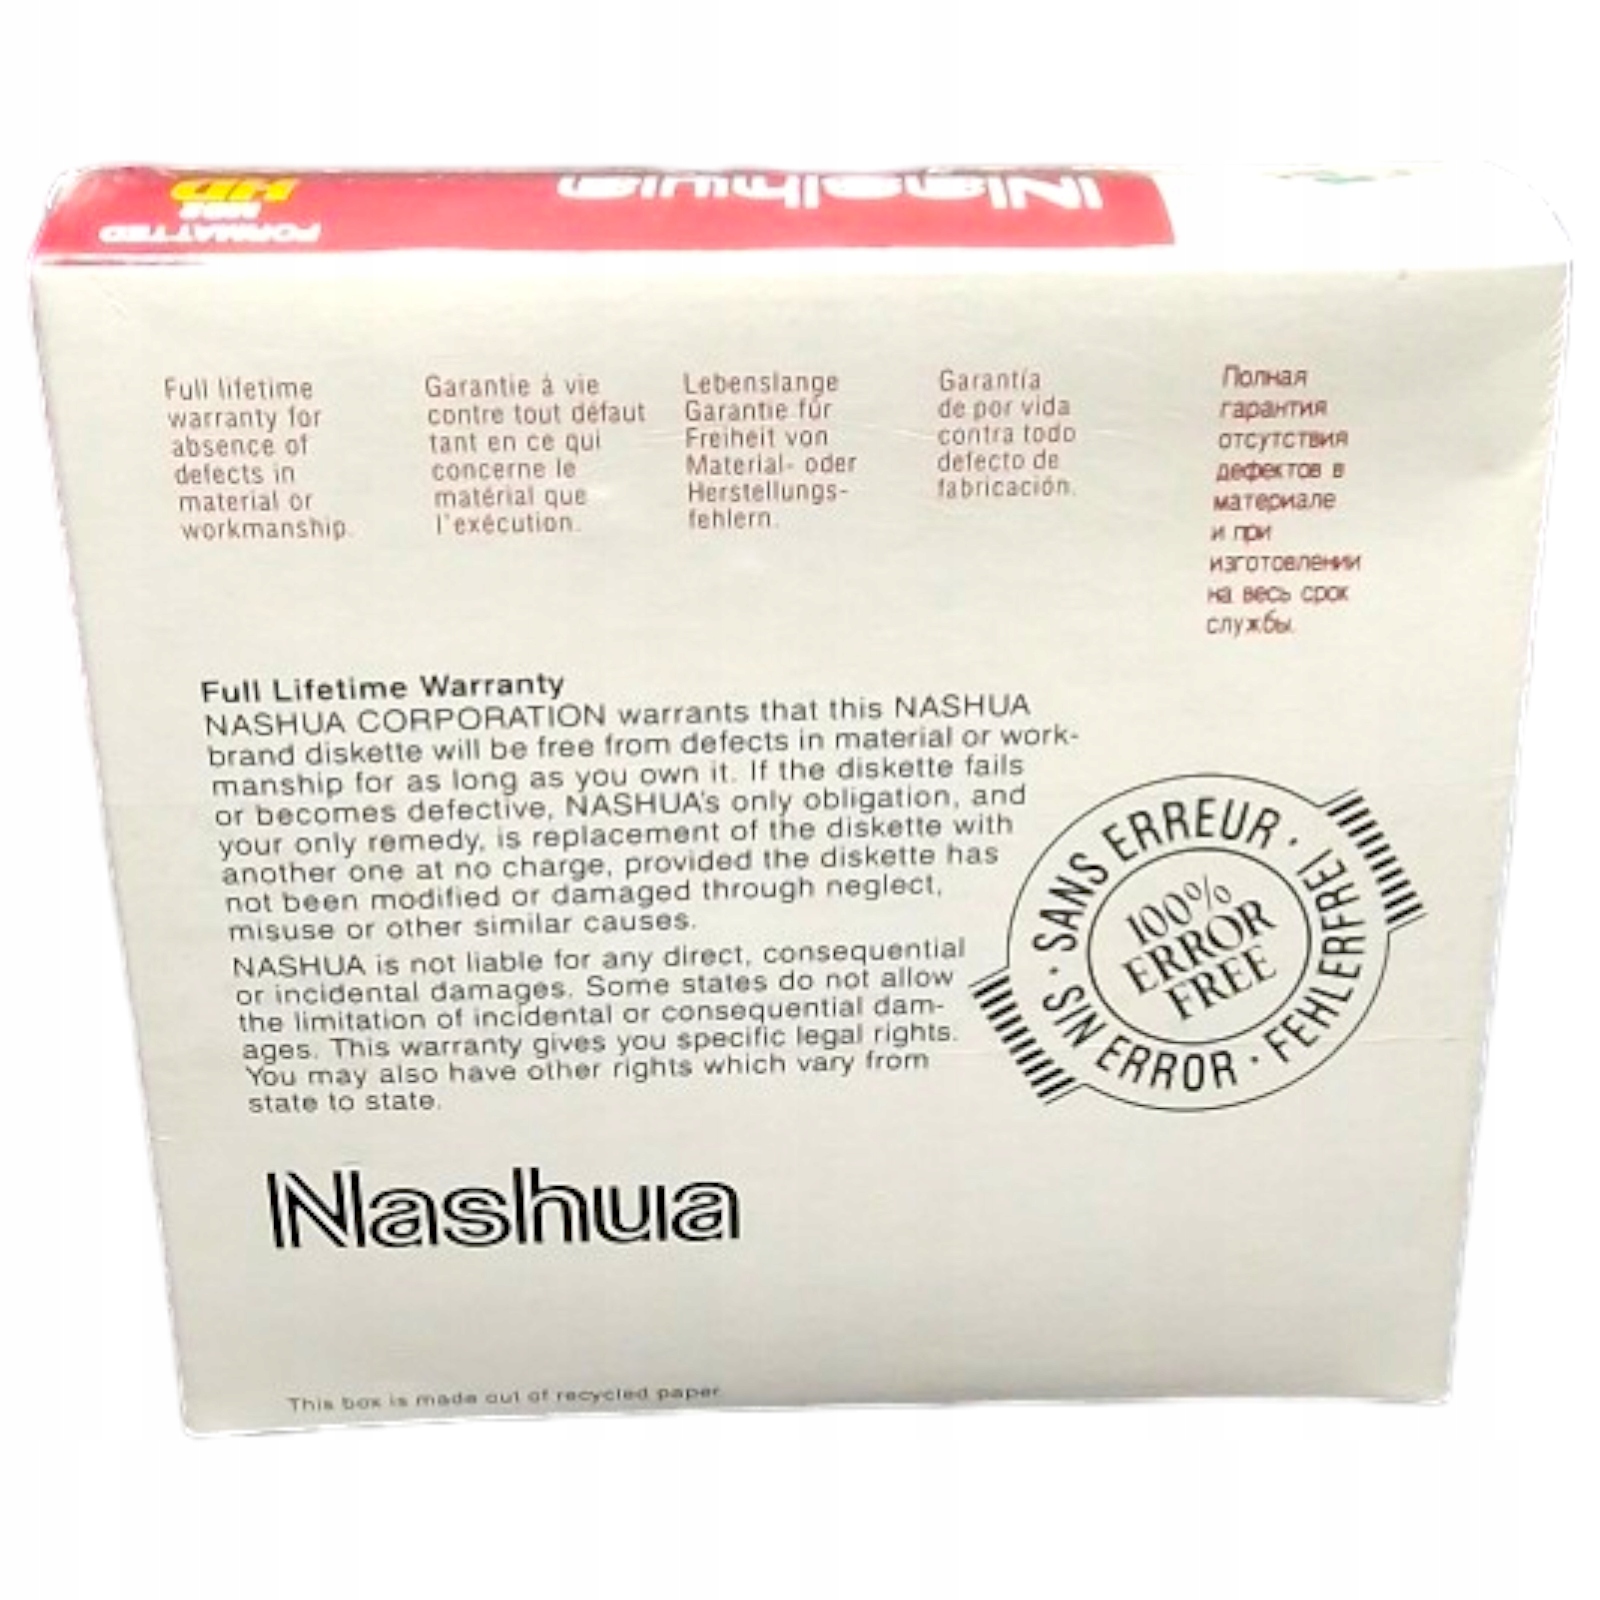 Nashua
HD
FORMATTED
Full lifetime
warranty for
absence of
defects in
material or
workmanship.
Garantie à vie
contre tout défaut
tant en ce qui
concerne le
matérial que
l'exécution.
Lebenslange
Garantie für
Freiheit von
Material- oder
Herstellungs-
fehlern.
Garantía
de por vida
contra todo
defecto de
fabricación.
Полная
гарантия
отсутствия
дефектов в
материале
и при
изготовлении
на весь срок
службы.
Full Lifetime Warranty
NASHUA CORPORATION warrants that this NASHUA
brand diskette will be free from defects in material or work-
manship for as long as you own it. If the diskette fails
or becomes defective, NASHUA's only obligation, and
your only remedy, is replacement of the diskette with
another one at no charge, provided the diskette has
not been modified or damaged through neglect,
misuse or other similar causes.
NASHUA is not liable for any direct, consequential
or incidental damages. Some states do not allow
the limitation of incidental or consequential dam-
ages. This warranty gives you specific legal rights.
You may also have other rights which vary from
state to state.
SANS ERREUR · FEHLERFREI · SIN ERROR ·
100%
ERROR
FREE
Nashua
This box is made out of recycled paper